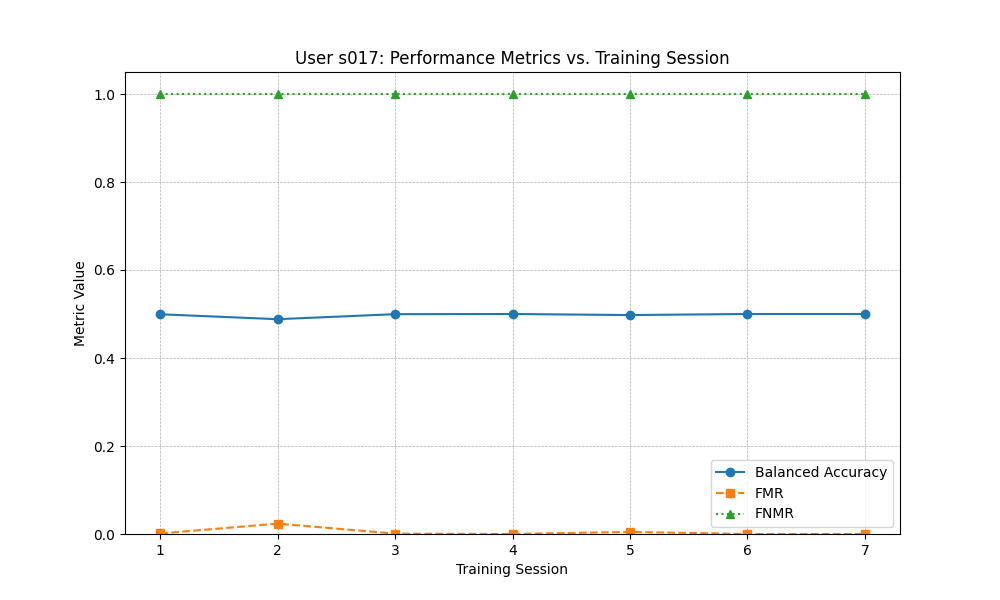 User s017: Performance Metrics vs. Training Session
Metric Value
1.0
0.8
0.6
0.4
0.2
0.0
Balanced Accuracy
FMR
FNMR
1 2 3 4 5 6 7
Training Session